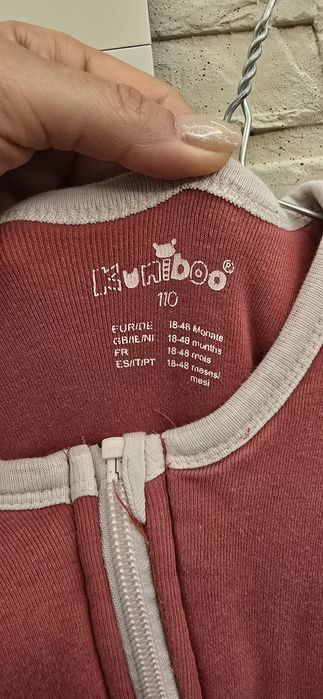 Kuniboo®
110
EUR/DE 18-48 Monate
GB/IE/NI 18-48 months
FR 18-48 mois
ES/IT/PT 18-48 meses/
mesi